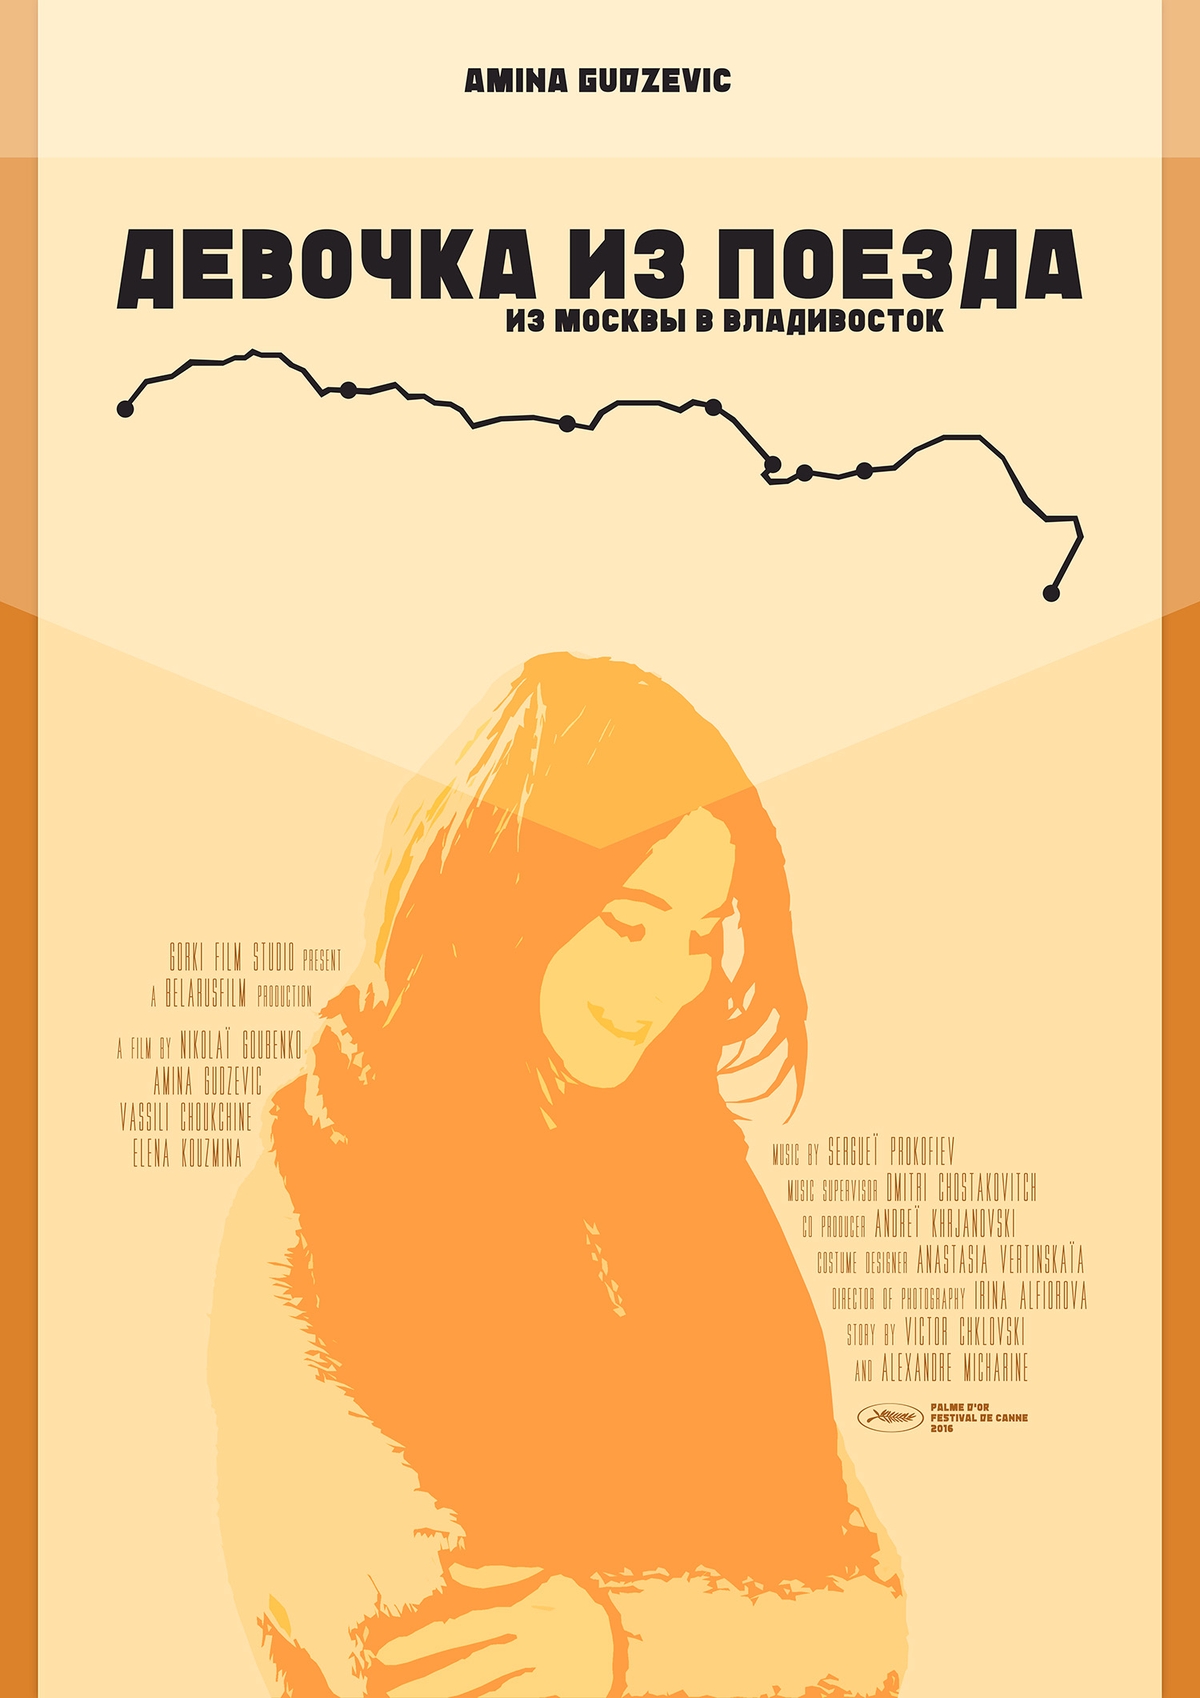 AMINA GUDZEVIC
ДЕВОЧКА ИЗ ПОЕЗДА
ИЗ МОСКВЫ В ВЛАДИВОСТОК
GORKI FILM STUDIO PRESENT
A BELARUSFILM PRODUCTION
A FILM BY NIKOLAÏ GOUBENKO
AMINA GUDZEVIC
VASSILI CHOUKCHINE
ELENA KOUZMINA
MUSIC BY SERGUEÏ PROKOFIEV
MUSIC SUPERVISOR DMITRI CHOSTAKOVITCH
CO PRODUCER ANDREÏ KHRJANOVSKI
COSTUME DESIGNER ANASTASIA VERTINSKAÏA
DIRECTOR OF PHOTOGRAPHY IRINA ALFIOROVA
STORY BY VICTOR CHKLOVSKI
AND ALEXANDRE MICHARINE
PALME D'OR
FESTIVAL DE CANNE
2016